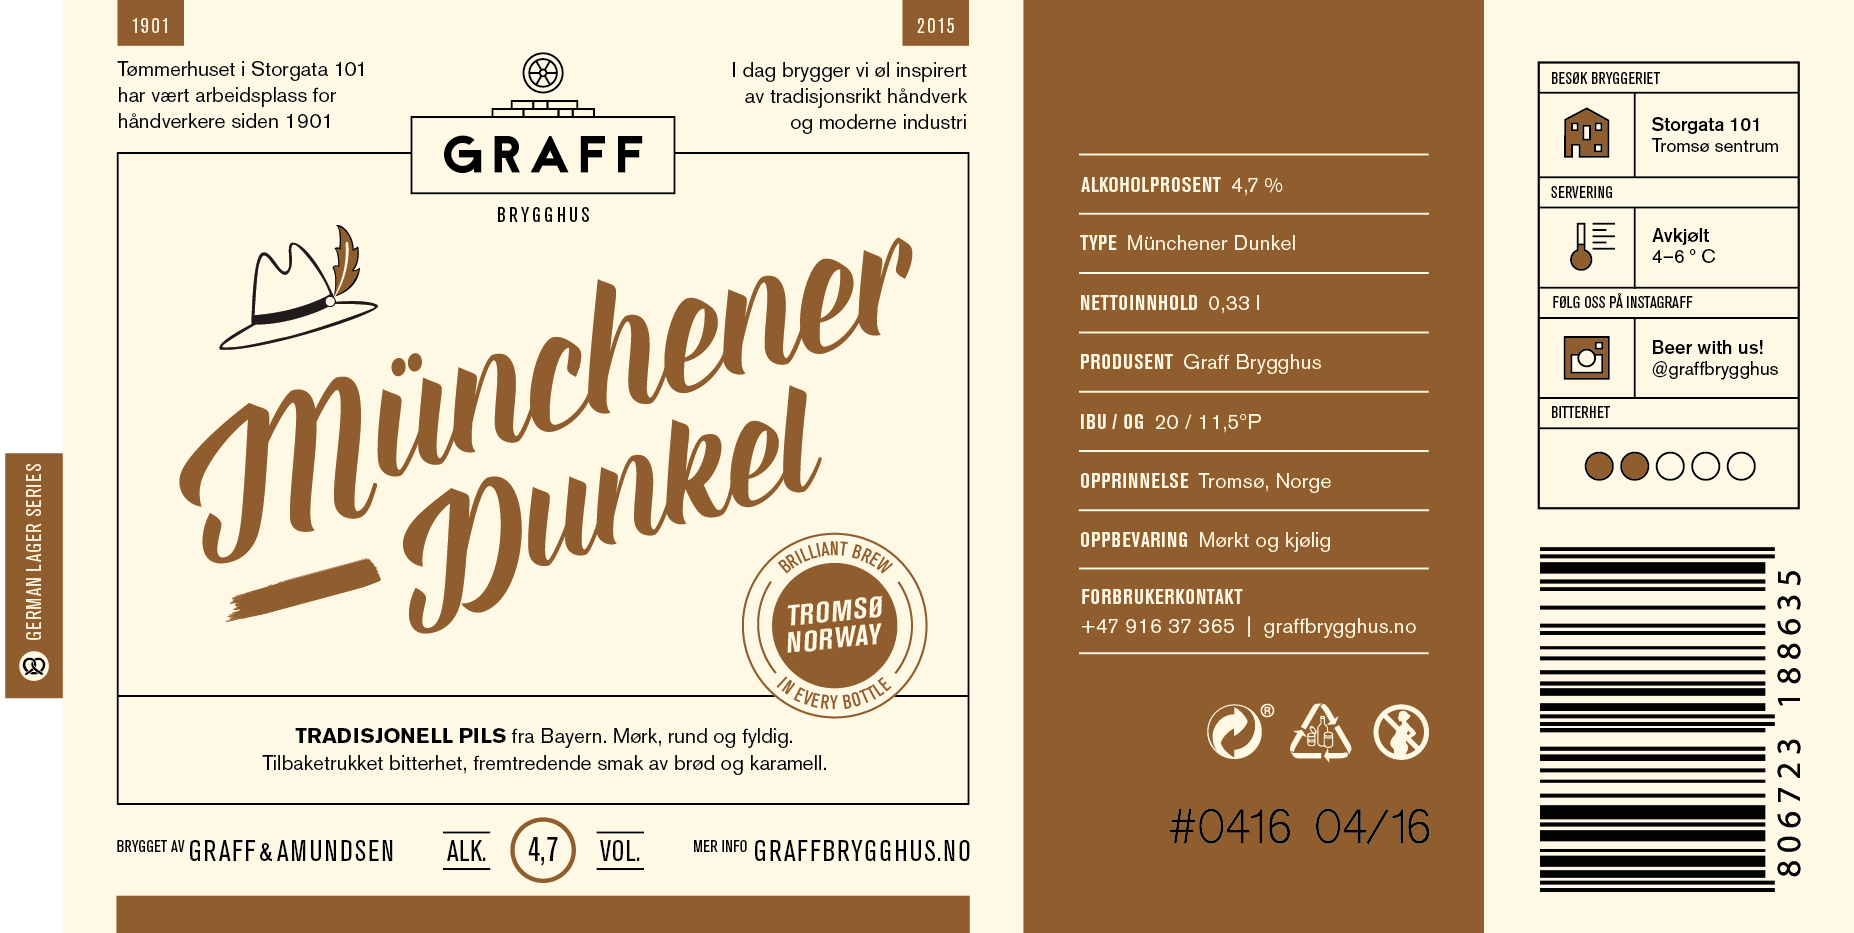 1901
Tømmerhuset i Storgata 101
har vært arbeidsplass for
håndverkere siden 1901
2015
I dag brygger vi øl inspirert
av tradisjonsrikt håndverk
og moderne industri
GRAFF
BRYGGHUS
Münchener
Dunkel
BRILLIANT BREW
TROMSØ
NORWAY
IN EVERY BOTTLE
TRADISJONELL PILS fra Bayern. Mørk, rund og fyldig.
Tilbaketrukket bitterhet, fremtredende smak av brød og karamell.
BRYGGET AV GRAFF & AMUNDSEN
ALK. 4,7 VOL.
MER INFO GRAFFBRYGGHUS.NO
GERMAN LAGER SERIES
ALKOHOLPROSENT 4,7 %
TYPE Münchener Dunkel
NETTOINNHOLD 0,33 l
PRODUSENT Graff Brygghus
IBU / OG 20 / 11,5°P
OPPRINNELSE Tromsø, Norge
OPPBEVARING Mørkt og kjølig
FORBRUKERKONTAKT
+47 916 37 365 | graffbrygghus.no
®
#0416 04/16
BESØK BRYGGERIET
Storgata 101
Tromsø sentrum
SERVERING
Avkjølt
4–6 ° C
FØLG OSS PÅ INSTAGRAFF
Beer with us!
@graffbrygghus
BITTERHET
806723 188635